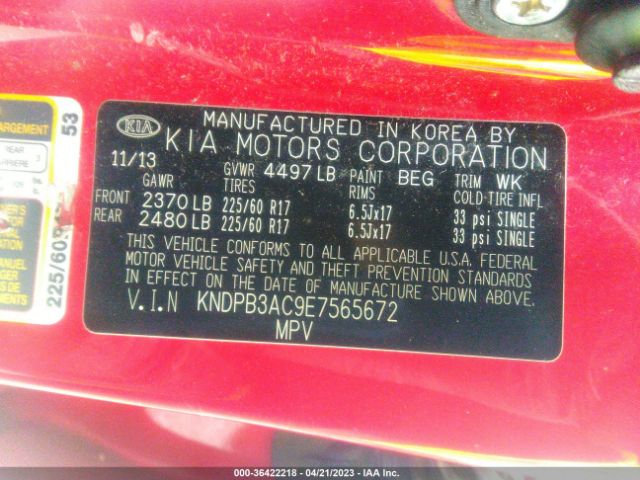 MANUFACTURED IN KOREA BY
KIA KIA MOTORS CORPORATION
11/13 GVWR 4497 LB PAINT BEG TRIM WK
GAWR TIRES RIMS COLD TIRE INFL
FRONT 2370 LB 225/60 R17 6.5Jx17 33 psi SINGLE
REAR 2480 LB 225/60 R17 6.5Jx17 33 psi SINGLE
THIS VEHICLE CONFORMS TO ALL APPLICABLE U.S.A. FEDERAL
MOTOR VEHICLE SAFETY AND THEFT PREVENTION STANDARDS
IN EFFECT ON THE DATE OF MANUFACTURE SHOWN ABOVE.
V.I.N KNDPB3AC9E7565672
MPV
ARGEMENT
REAR
ARRIERE
53
000-36422218 - 04/21/2023 - IAA Inc.